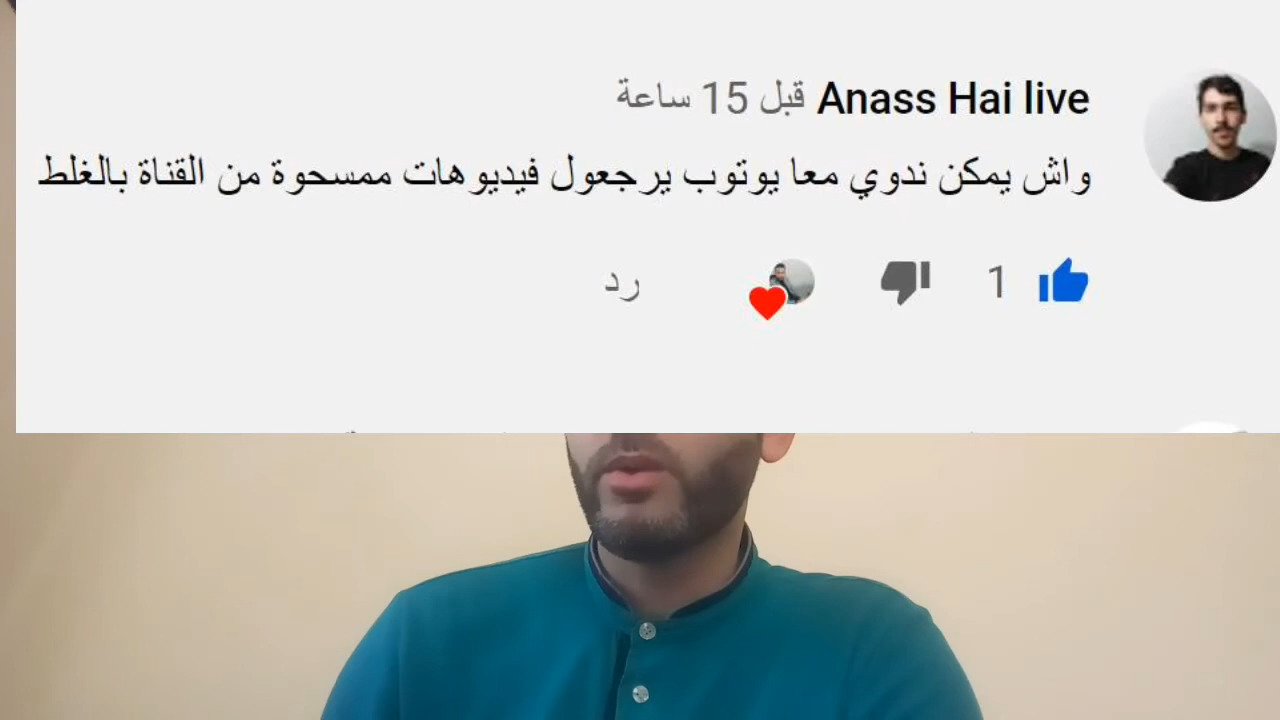 Anass Hai live قبل 15 ساعة
واش يمكن ندوي معا يوتوب يرجعول فيديوهات ممسحوة من القناة بالغلط
1
رد